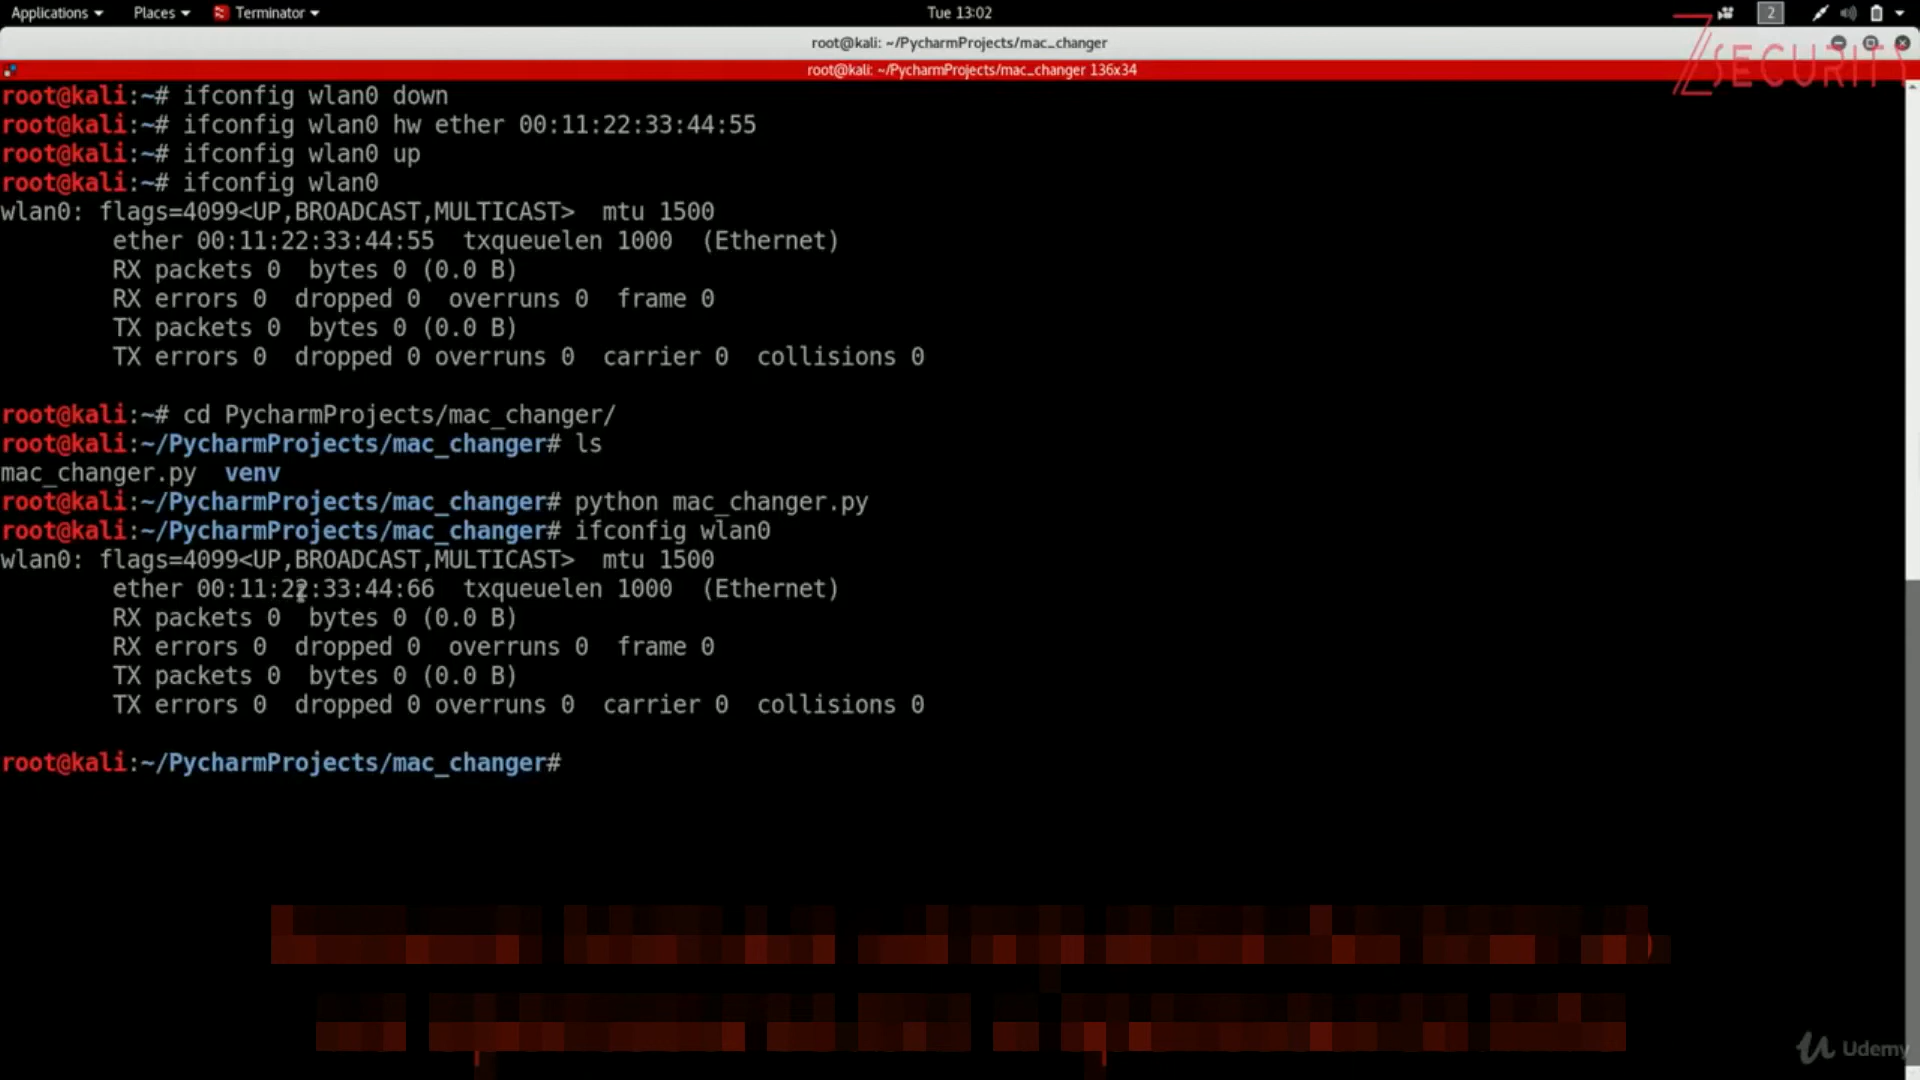 Applications Places Terminator Tue 13:02 2
root@kali: ~/PycharmProjects/mac_changer
root@kali: ~/PycharmProjects/mac_changer 136x34
ZSECURITY
root@kali:~# ifconfig wlan0 down
root@kali:~# ifconfig wlan0 hw ether 00:11:22:33:44:55
root@kali:~# ifconfig wlan0 up
root@kali:~# ifconfig wlan0
wlan0: flags=4099<UP,BROADCAST,MULTICAST>  mtu 1500
        ether 00:11:22:33:44:55  txqueuelen 1000  (Ethernet)
        RX packets 0  bytes 0 (0.0 B)
        RX errors 0  dropped 0  overruns 0  frame 0
        TX packets 0  bytes 0 (0.0 B)
        TX errors 0  dropped 0 overruns 0  carrier 0  collisions 0
root@kali:~# cd PycharmProjects/mac_changer/
root@kali:~/PycharmProjects/mac_changer# ls
mac_changer.py  venv
root@kali:~/PycharmProjects/mac_changer# python mac_changer.py
root@kali:~/PycharmProjects/mac_changer# ifconfig wlan0
wlan0: flags=4099<UP,BROADCAST,MULTICAST>  mtu 1500
        ether 00:11:22:33:44:66  txqueuelen 1000  (Ethernet)
        RX packets 0  bytes 0 (0.0 B)
        RX errors 0  dropped 0  overruns 0  frame 0
        TX packets 0  bytes 0 (0.0 B)
        TX errors 0  dropped 0 overruns 0  carrier 0  collisions 0
root@kali:~/PycharmProjects/mac_changer#
Udemy